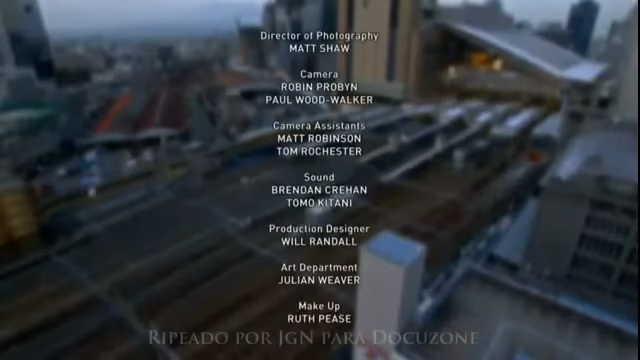 Director of Photography
MATT SHAW
Camera
ROBIN PROBYN
PAUL WOOD-WALKER
Camera Assistants
MATT ROBINSON
TOM ROCHESTER
Sound
BRENDAN CREHAN
TOMO KITANI
Production Designer
WILL RANDALL
Art Department
JULIAN WEAVER
Make Up
RUTH PEASE
RIPEADO POR JGN PARA DOCUZONE